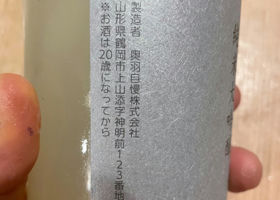 製造者 奥羽自慢株式会社
山形県鶴岡市上山添字神明前123番地
※お酒は20歳になってから